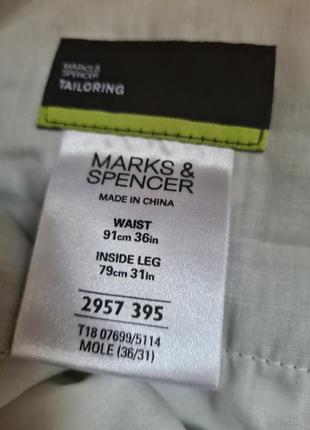 MARKS &
SPENCER
TAILORING
MARKS &
SPENCER
MADE IN CHINA
WAIST
91cm 36in
INSIDE LEG
79cm 31in
2957 395
T18 07699/5114
MOLE (36/31)